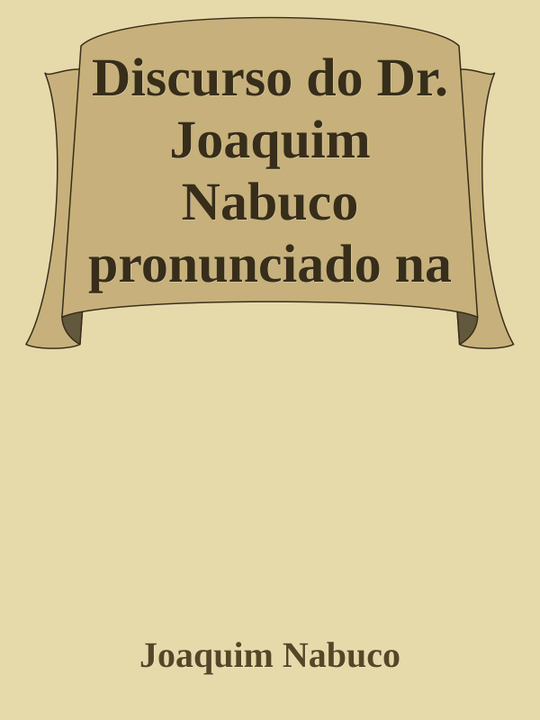 Discurso do Dr.
Joaquim
Nabuco
pronunciado na
Joaquim Nabuco